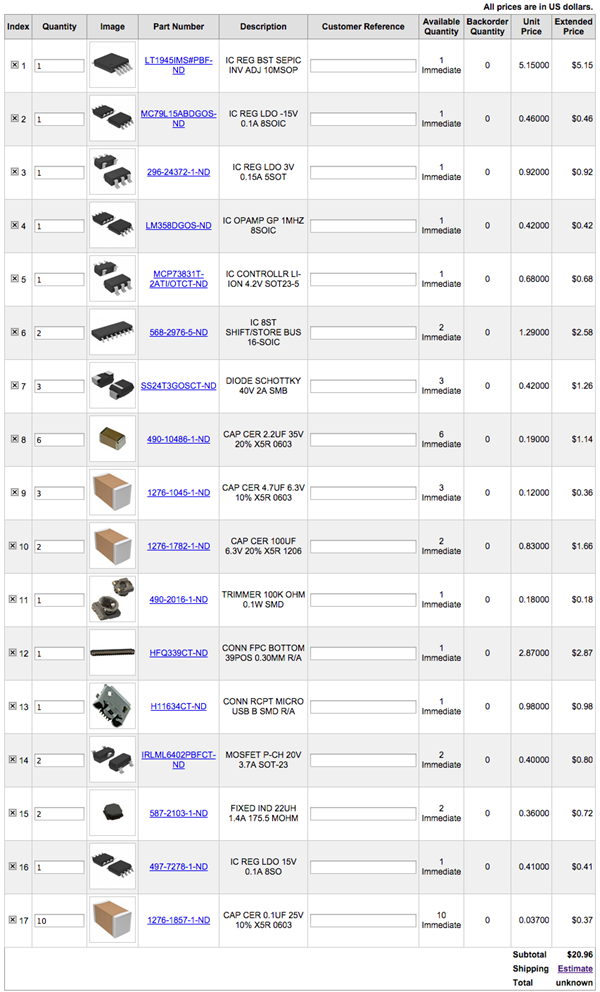 All prices are in US dollars.
Index Quantity Image Part Number Description Customer Reference Available Quantity Backorder Quantity Unit Price Extended Price
1 1 LT1945IMS#PBF-ND IC REG BST SEPIC INV ADJ 10MSOP 1 Immediate 0 5.15000 $5.15
2 1 MC79L15ABDGOS-ND IC REG LDO -15V 0.1A 8SOIC 1 Immediate 0 0.46000 $0.46
3 1 296-24372-1-ND IC REG LDO 3V 0.15A 5SOT 1 Immediate 0 0.92000 $0.92
4 1 LM358DGOS-ND IC OPAMP GP 1MHZ 8SOIC 1 Immediate 0 0.42000 $0.42
5 1 MCP73831T-2ATI/OTCT-ND IC CONTROLLR LI-ION 4.2V SOT23-5 1 Immediate 0 0.68000 $0.68
6 2 568-2976-5-ND IC 8ST SHIFT/STORE BUS 16-SOIC 2 Immediate 0 1.29000 $2.58
7 3 SS24T3GOSCT-ND DIODE SCHOTTKY 40V 2A SMB 3 Immediate 0 0.42000 $1.26
8 6 490-10486-1-ND CAP CER 2.2UF 35V 20% X5R 0603 6 Immediate 0 0.19000 $1.14
9 3 1276-1045-1-ND CAP CER 4.7UF 6.3V 10% X5R 0603 3 Immediate 0 0.12000 $0.36
10 2 1276-1782-1-ND CAP CER 100UF 6.3V 20% X5R 1206 2 Immediate 0 0.83000 $1.66
11 1 490-2016-1-ND TRIMMER 100K OHM 0.1W SMD 1 Immediate 0 0.18000 $0.18
12 1 HFQ339CT-ND CONN FPC BOTTOM 39POS 0.30MM R/A 1 Immediate 0 2.87000 $2.87
13 1 H11634CT-ND CONN RCPT MICRO USB B SMD R/A 1 Immediate 0 0.98000 $0.98
14 2 IRLML6402PBFCT-ND MOSFET P-CH 20V 3.7A SOT-23 2 Immediate 0 0.40000 $0.80
15 2 587-2103-1-ND FIXED IND 22UH 1.4A 175.5 MOHM 2 Immediate 0 0.36000 $0.72
16 1 497-7278-1-ND IC REG LDO 15V 0.1A 8SO 1 Immediate 0 0.41000 $0.41
17 10 1276-1857-1-ND CAP CER 0.1UF 25V 10% X5R 0603 10 Immediate 0 0.03700 $0.37
Subtotal $20.96
Shipping Estimate
Total unknown